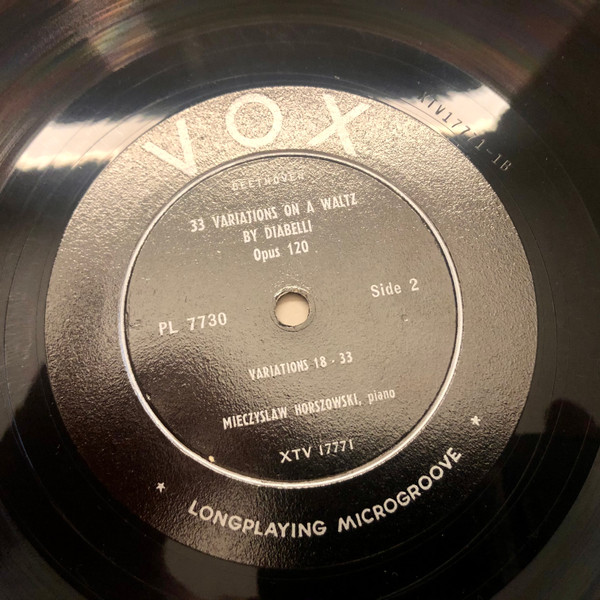 VOX
BEETHOVEN
33 VARIATIONS ON A WALTZ
BY DIABELLI
Opus 120
PL 7730
Side 2
VARIATIONS 18 - 33
MIECZYSLAW HORSZOWSKI, piano
XTV 17771
* LONGPLAYING MICROGROOVE *
XTV17771-1B